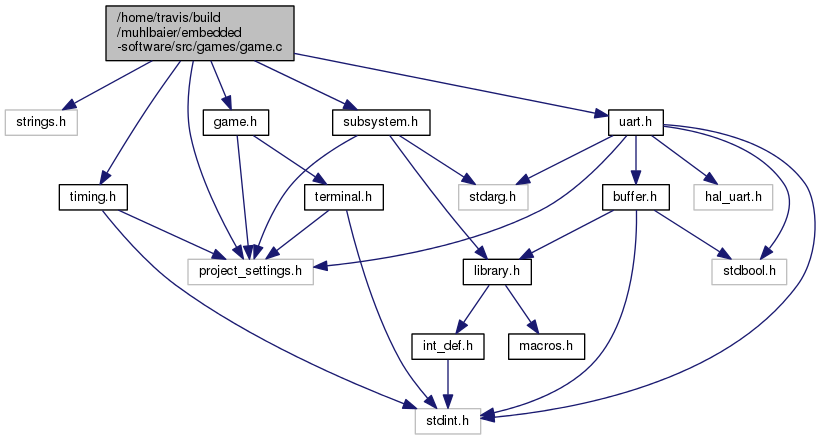 /home/travis/build
/muhlbaier/embedded
-software/src/games/game.c
strings.h
game.h
subsystem.h
uart.h
timing.h
terminal.h
stdarg.h
buffer.h
hal_uart.h
project_settings.h
library.h
stdbool.h
int_def.h
macros.h
stdint.h